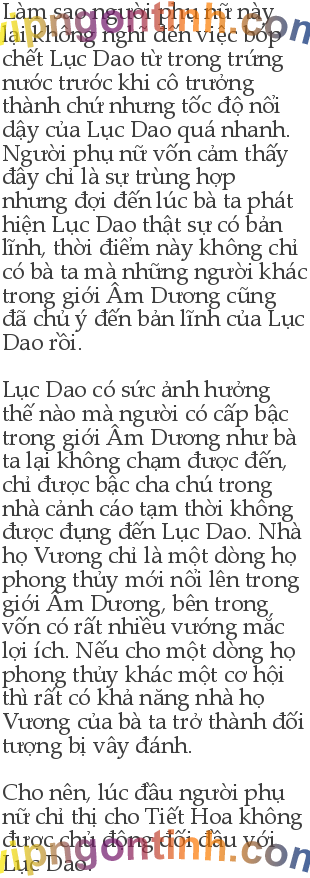 Làm sao người phụ nữ này
lại không nghĩ đến việc bóp
chết Lục Dao từ trong trứng
nước trước khi cô trưởng
thành chứ nhưng tốc độ nổi
dậy của Lục Dao quá nhanh.
Người phụ nữ vốn cảm thấy
đây chỉ là sự trùng hợp
nhưng đợi đến lúc bà ta phát
hiện Lục Dao thật sự có bản
lĩnh, thời điểm này không chỉ
có bà ta mà những người khác
trong giới Âm Dương cũng
đã chủ ý đến bản lĩnh của Lục
Dao rồi.
Lục Dao có sức ảnh hưởng
thế nào mà người có cấp bậc
trong giới Âm Dương như bà
ta lại không chạm được đến,
chỉ được bậc cha chú trong
nhà cảnh cáo tạm thời không
được đụng đến Lục Dao. Nhà
họ Vương chỉ là một dòng họ
phong thủy mới nổi lên trong
giới Âm Dương, bên trong
vốn có rất nhiều vướng mắc
lợi ích. Nếu cho một dòng họ
phong thủy khác một cơ hội
thì rất có khả năng nhà họ
Vương của bà ta trở thành đối
tượng bị vây đánh.
Cho nên, lúc đầu người phụ
nữ chỉ thị cho Tiết Hoa không
được chủ động đối đầu với
Lục Dao.